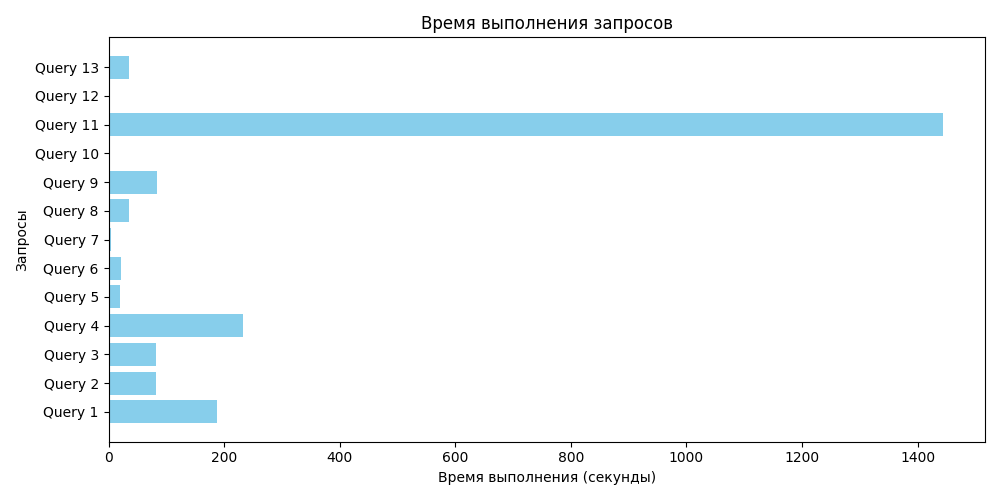 Время выполнения запросов
Запросы
Query 13
Query 12
Query 11
Query 10
Query 9
Query 8
Query 7
Query 6
Query 5
Query 4
Query 3
Query 2
Query 1
0 200 400 600 800 1000 1200 1400
Время выполнения (секунды)